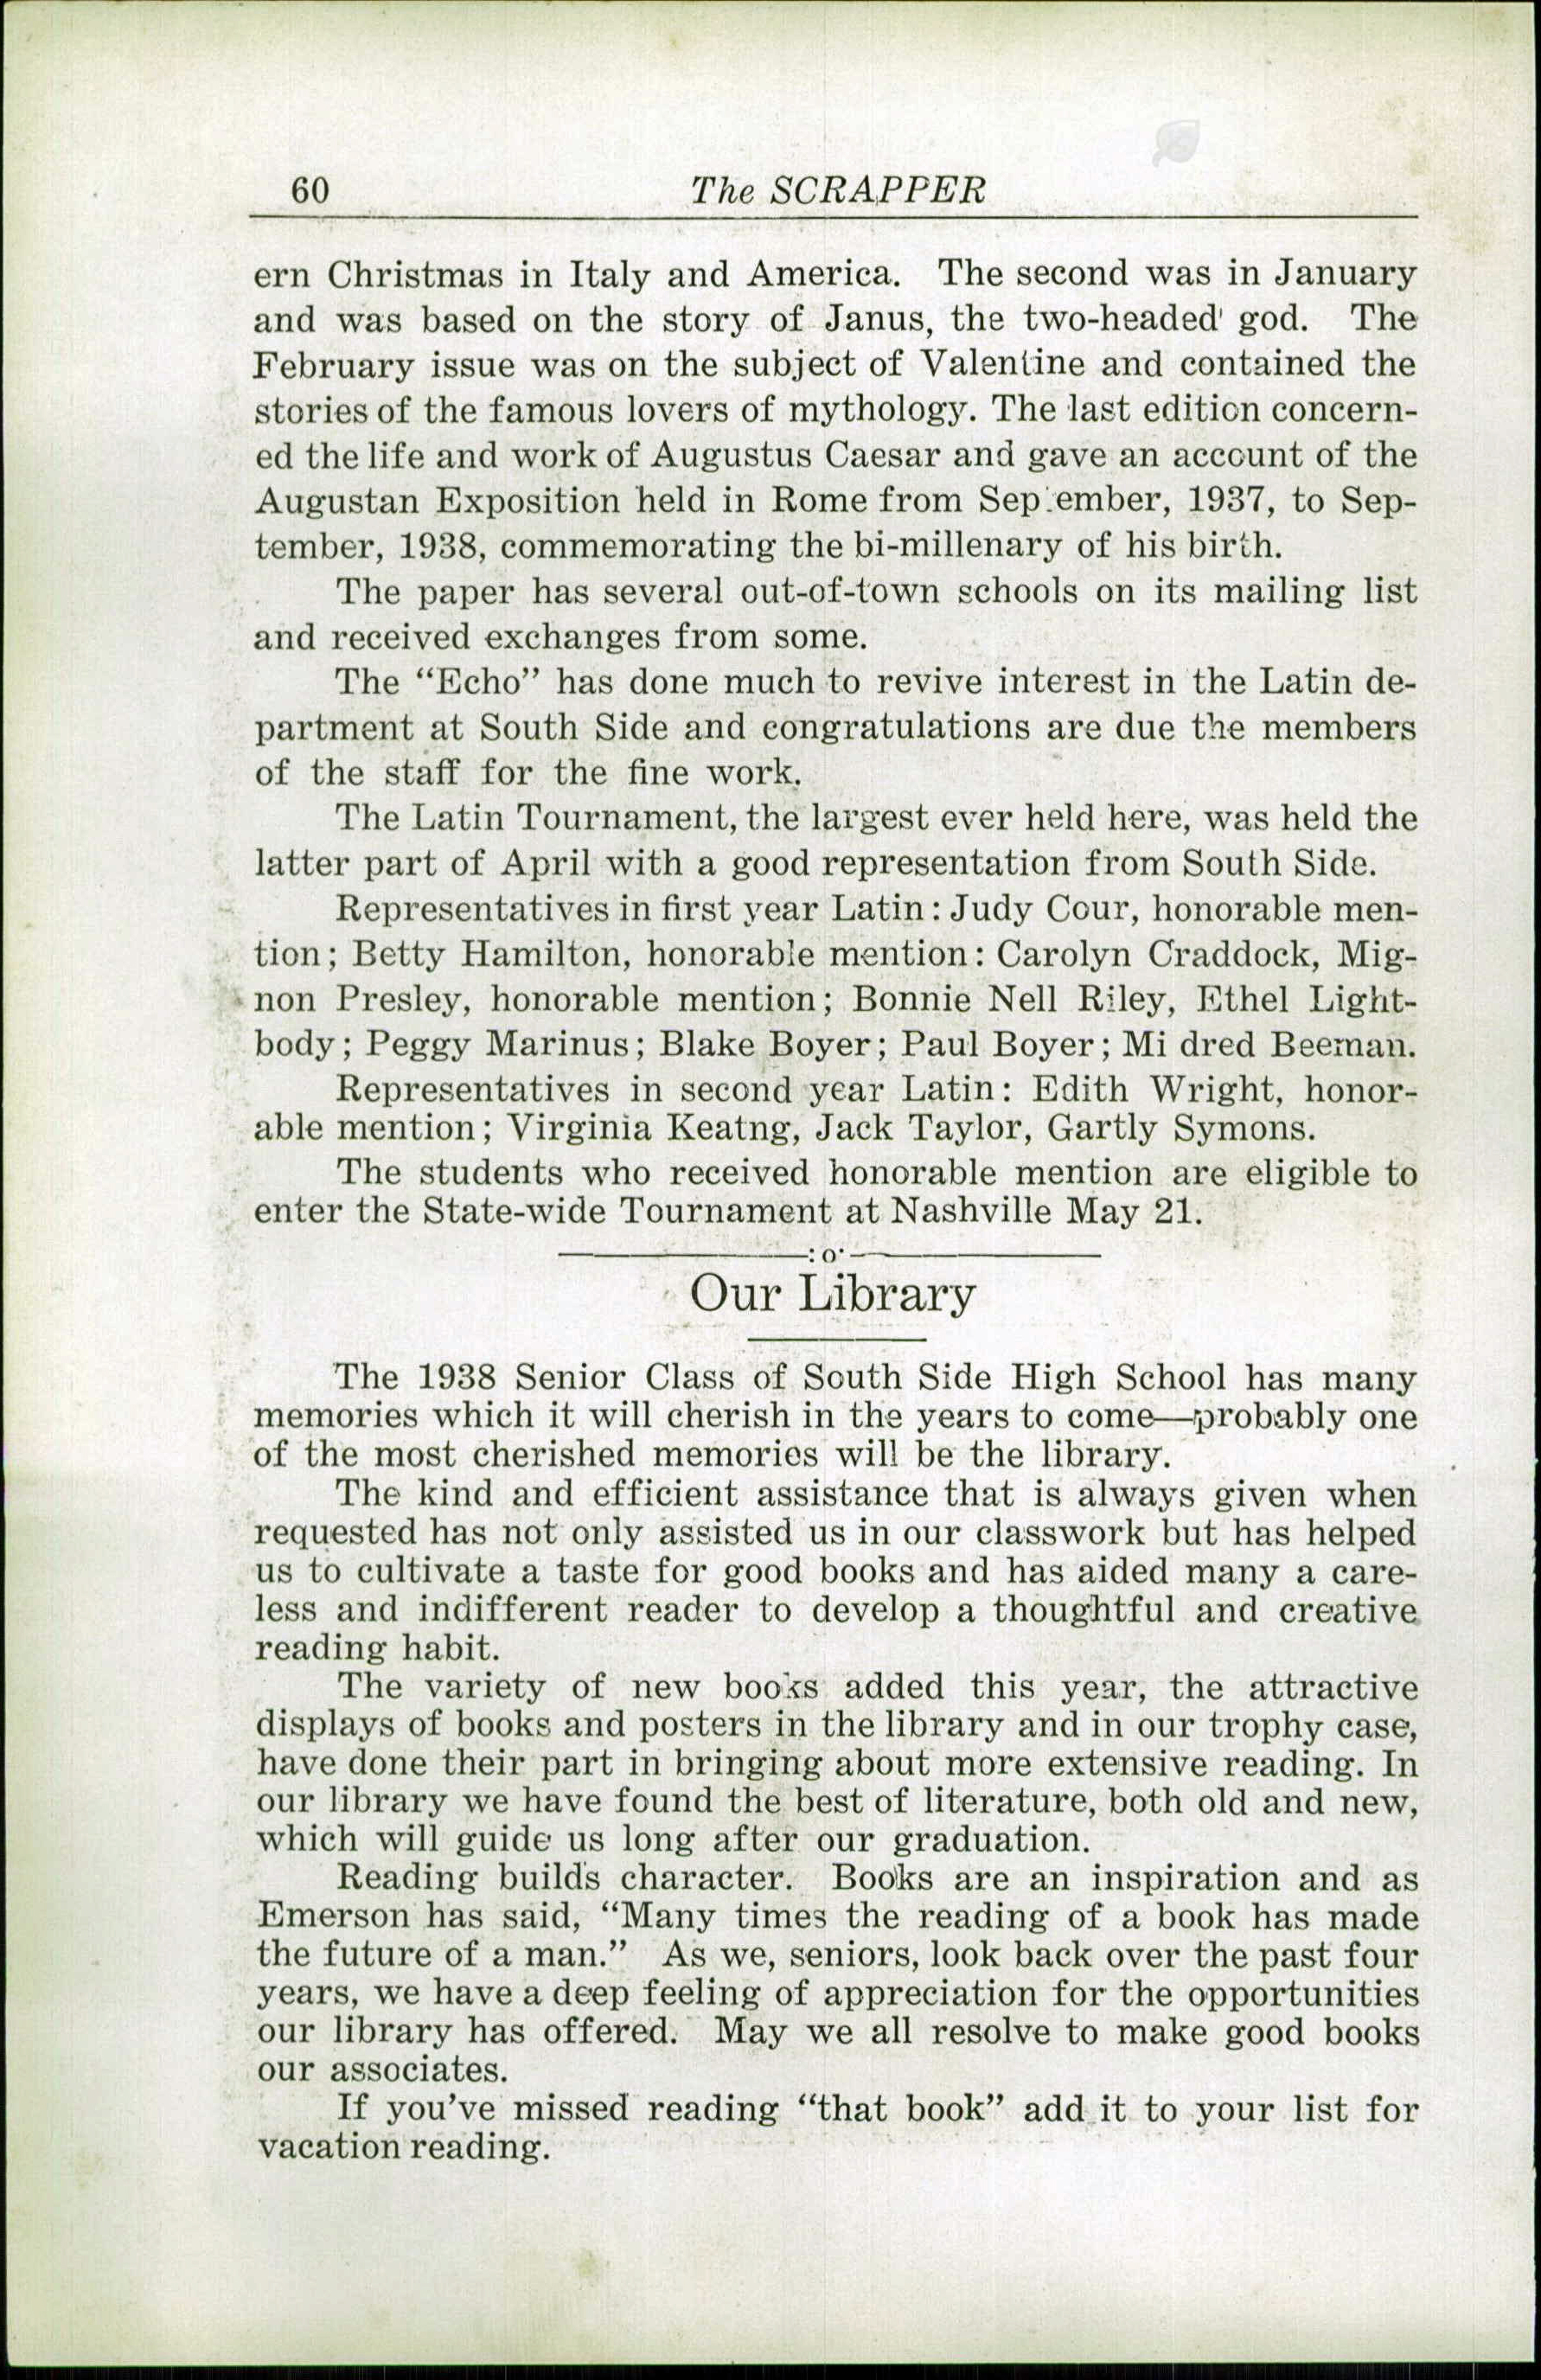 60 The SCRAPPER
ern Christmas in Italy and America. The second was in January
and was based on the story of Janus, the two-headed' god. The
February issue was on the subject of Valentine and contained the
stories of the famous lovers of mythology. The last edition concern-
ed the life and work of Augustus Caesar and gave an account of the
Augustan Exposition held in Rome from Sep ember, 1937, to Sep-
tember, 1938, commemorating the bi-millenary of his birth.
The paper has several out-of-town schools on its mailing list
and received exchanges from some.
The “Echo” has done much to revive interest in the Latin de-
partment at South Side and congratulations are due the members
of the staff for the fine work.
The Latin Tournament, the largest ever held here, was held the
latter part of April with a good representation from South Side.
Representatives in first year Latin: Judy Cour, honorable men-
tion; Betty Hamilton, honorable mention: Carolyn Craddock, Mig-
non Presley, honorable mention; Bonnie Nell Riley, Ethel Light-
body; Peggy Marinus; Blake Boyer; Paul Boyer; Mi dred Beeman.
Representatives in second year Latin: Edith Wright, honor-
able mention; Virginia Keatng, Jack Taylor, Gartly Symons.
The students who received honorable mention are eligible to
enter the State-wide Tournament at Nashville May 21.
:o·
Our Library
The 1938 Senior Class of South Side High School has many
memories which it will cherish in the years to come—probably one
of the most cherished memories will be the library.
The kind and efficient assistance that is always given when
requested has not only assisted us in our classwork but has helped
us to cultivate a taste for good books and has aided many a care-
less and indifferent reader to develop a thoughtful and creative
reading habit.
The variety of new books added this year, the attractive
displays of books and posters in the library and in our trophy case,
have done their part in bringing about more extensive reading. In
our library we have found the best of literature, both old and new,
which will guide us long after our graduation.
Reading builds character. Books are an inspiration and as
Emerson has said, “Many times the reading of a book has made
the future of a man.” As we, seniors, look back over the past four
years, we have a deep feeling of appreciation for the opportunities
our library has offered. May we all resolve to make good books
our associates.
If you've missed reading “that book” add it to your list for
vacation reading.